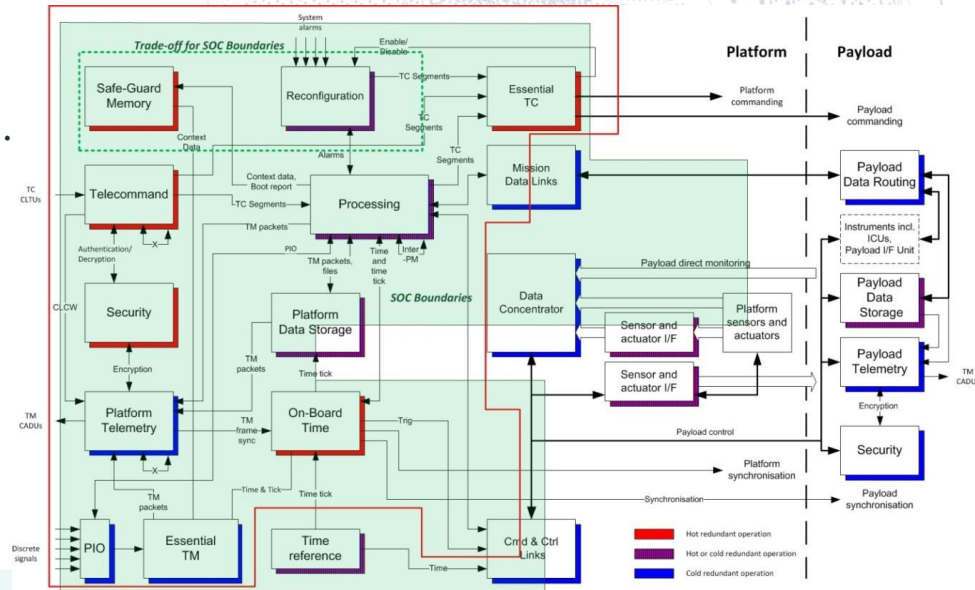 System
alarms
Trade-off for SOC Boundaries
Enable/
Disable
Platform
Payload
Safe-Guard
Memory
Reconfiguration
TC Segments
Essential
TC
Platform
commanding
Payload
commanding
TC
Segments
Context
Data
Alarms
TC
Segments
Mission
Data Links
Payload
Data Routing
TC
CLTUs
Telecommand
Context data,
Boot report
TC Segments
Processing
X
TM packets
Authentication/
Decryption
PIO
TM packets,
files
Time
and
time
tick
Inter
-PM
Instruments incl.
ICUs,
Payload I/F Unit
Payload direct monitoring
CLCW
Security
SOC Boundaries
Platform
Data Storage
Data
Concentrator
Sensor and
actuator I/F
Platform
sensors and
actuators
Payload
Data
Storage
Encryption
TM
packets
Time tick
Sensor and
actuator I/F
Payload
Telemetry
TM
CADU
TM
CADUs
Platform
Telemetry
TM
frame
sync
On-Board
Time
Trig
Encryption
Payload control
Security
X
Platform
synchronisation
TM
packets
Time & Tick
Time tick
Synchronisation
Payload
synchronisation
Discrete
signals
PIO
Essential
TM
Time
reference
Time
Cmd & Ctrl
Links
Hot redundant operation
Hot or cold redundant operation
Cold redundant operation